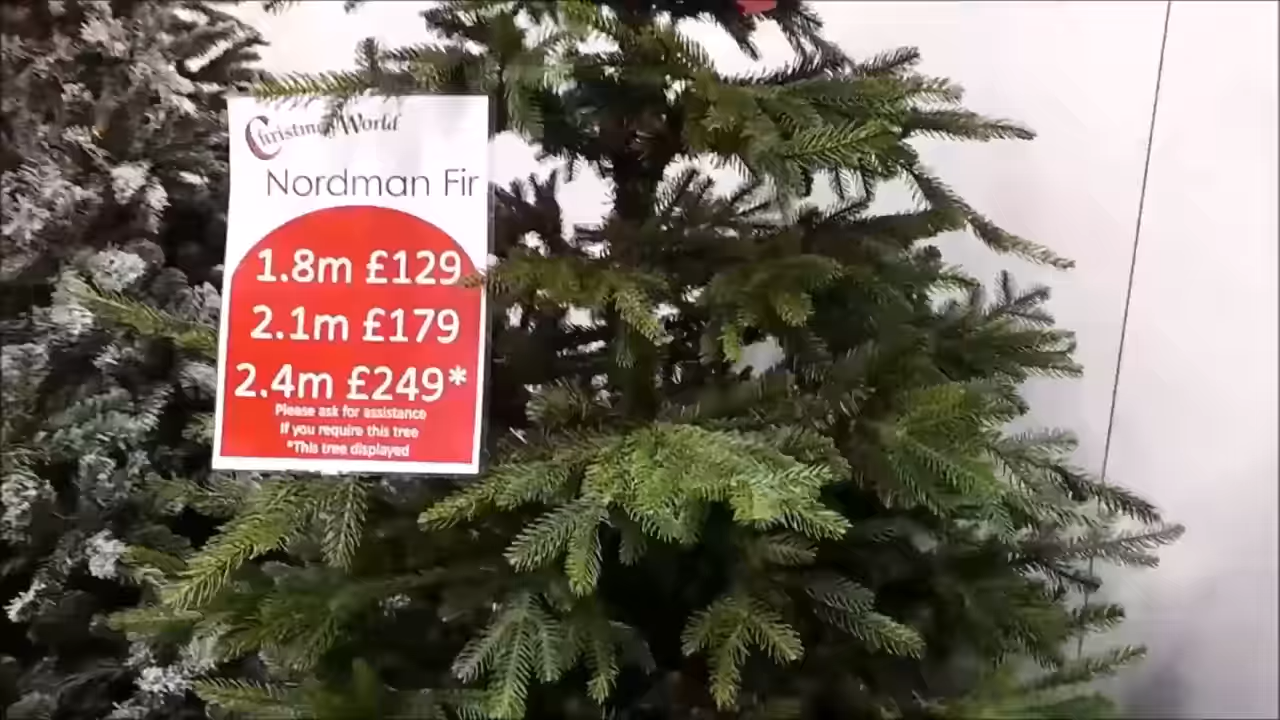 Christmas World
Nordman Fir
1.8m £129
2.1m £179
2.4m £249*
Please ask for assistance
If you require this tree
*This tree displayed